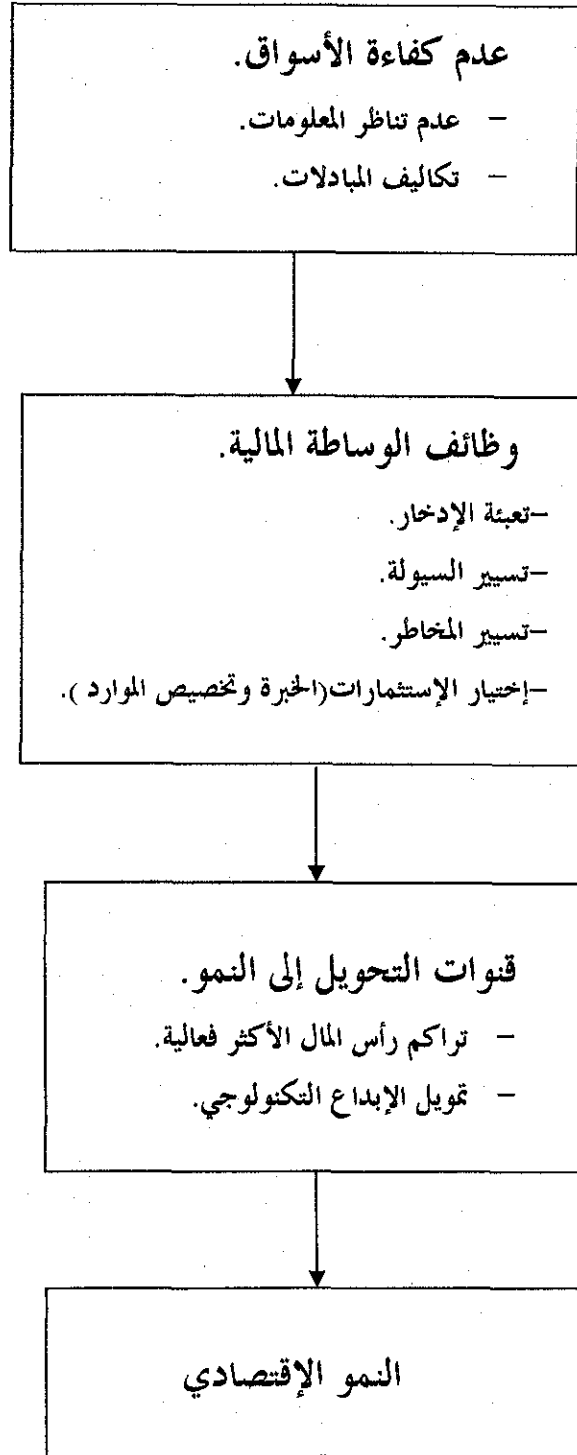 عدم كفاءة الأسواق.
– عدم تناظر المعلومات.
– تكاليف المبادلات.
وظائف الوساطة المالية.
–تعبئة الإدخار.
–تسيير السيولة.
–تسيير المخاطر.
–إختيار الإستثمارات(الخبرة وتخصيص الموارد ).
قنوات التحويل إلى النمو.
– تراكم رأس المال الأكثر فعالية.
– تمويل الإبداع التكنولوجي.
النمو الإقتصادي